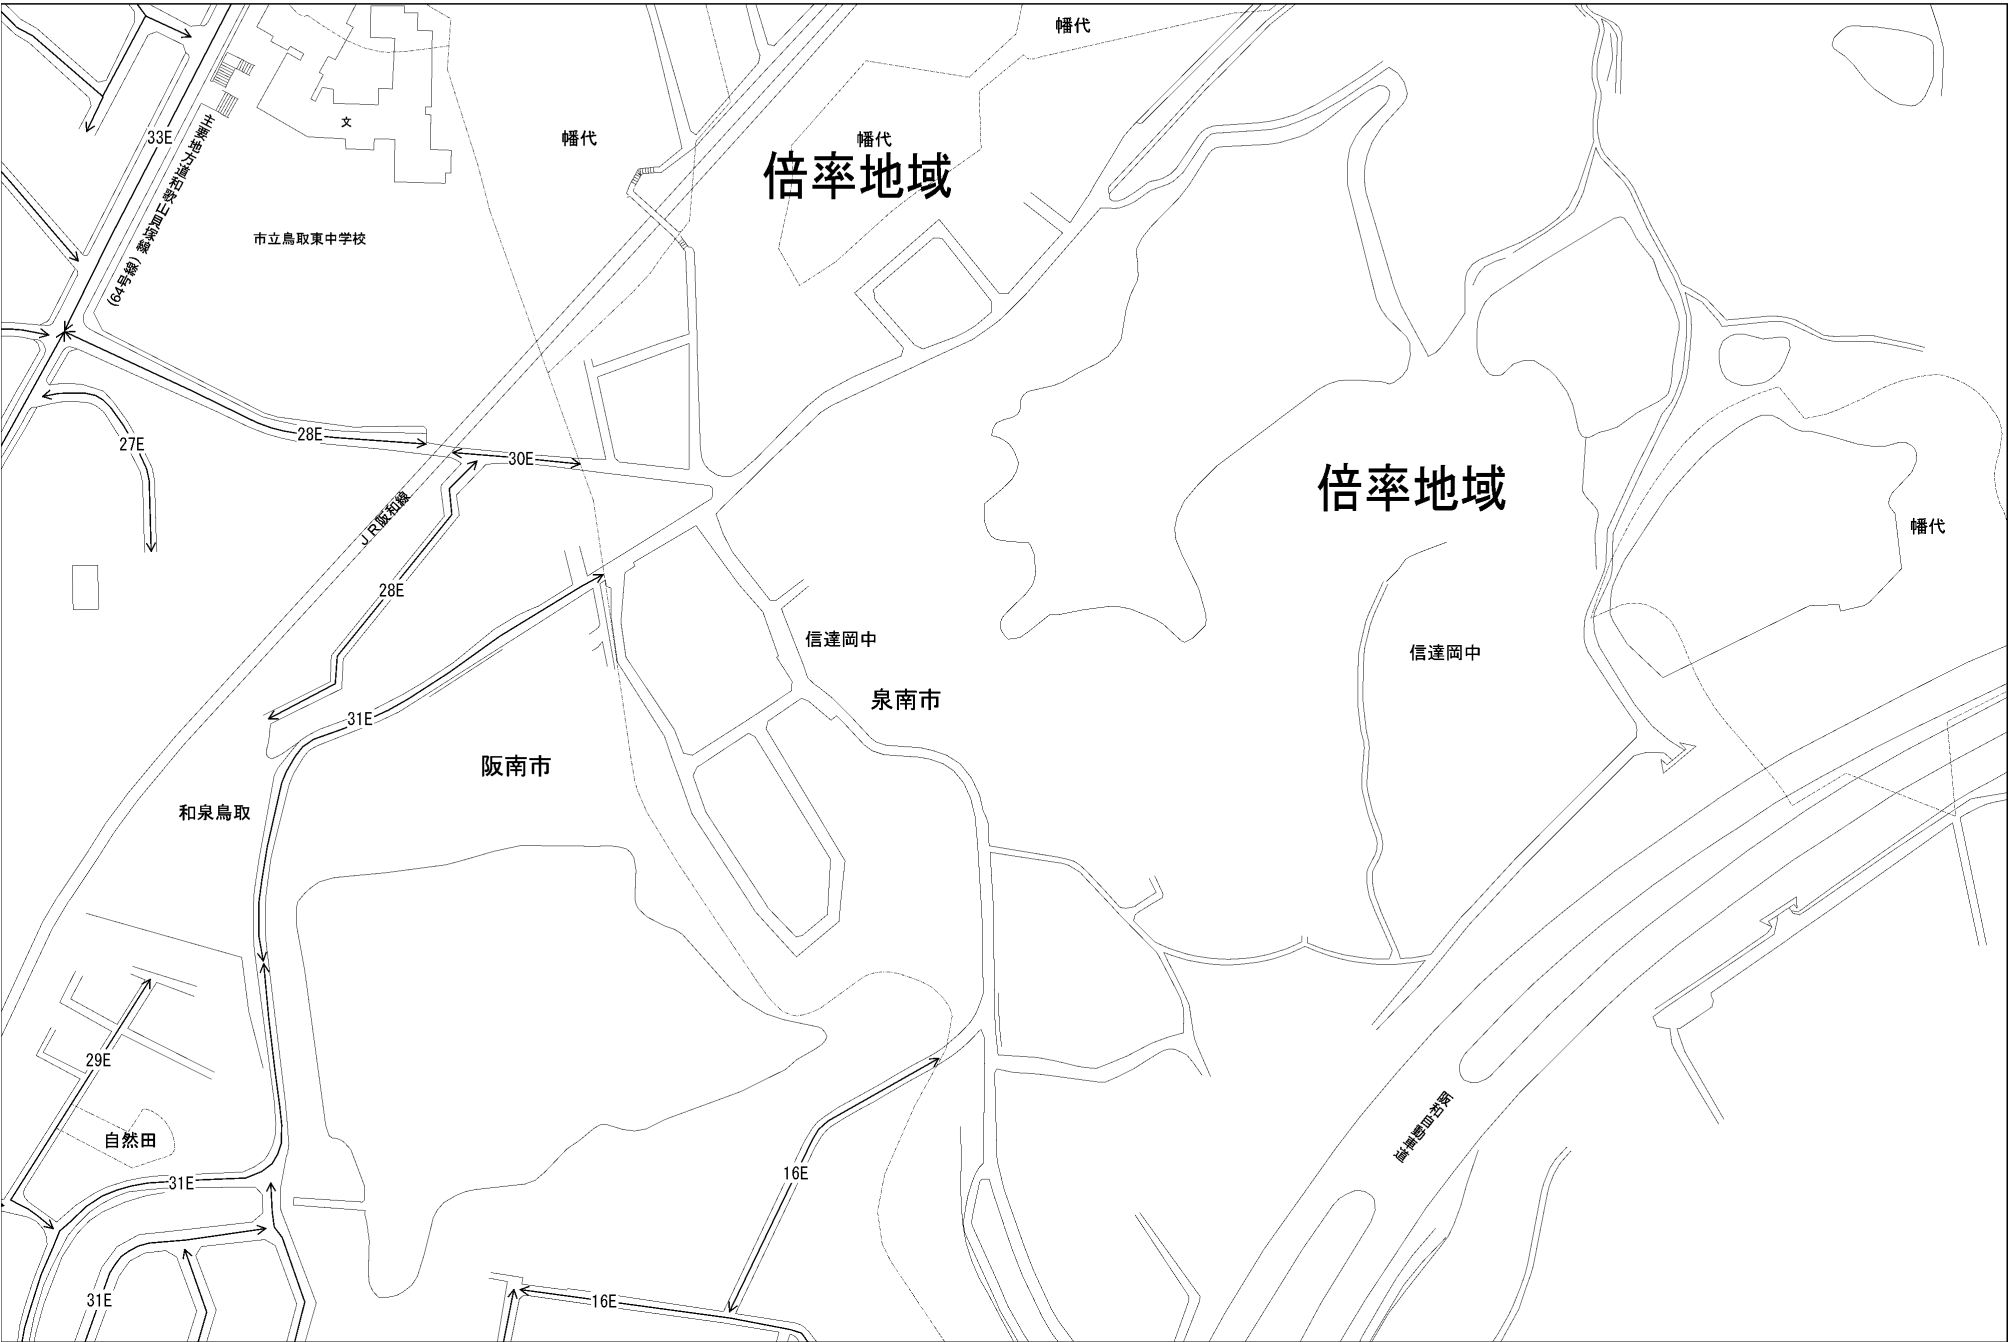 幡代
33E
文
幡代
幡代
倍率地域
主要地方道和歌山貝塚線
(64号線)
市立鳥取東中学校
28E
27E
30E
倍率地域
JR阪和線
幡代
28E
信達岡中
信達岡中
泉南市
31E
阪南市
和泉鳥取
29E
阪和自動車道
自然田
31E
16E
31E
16E